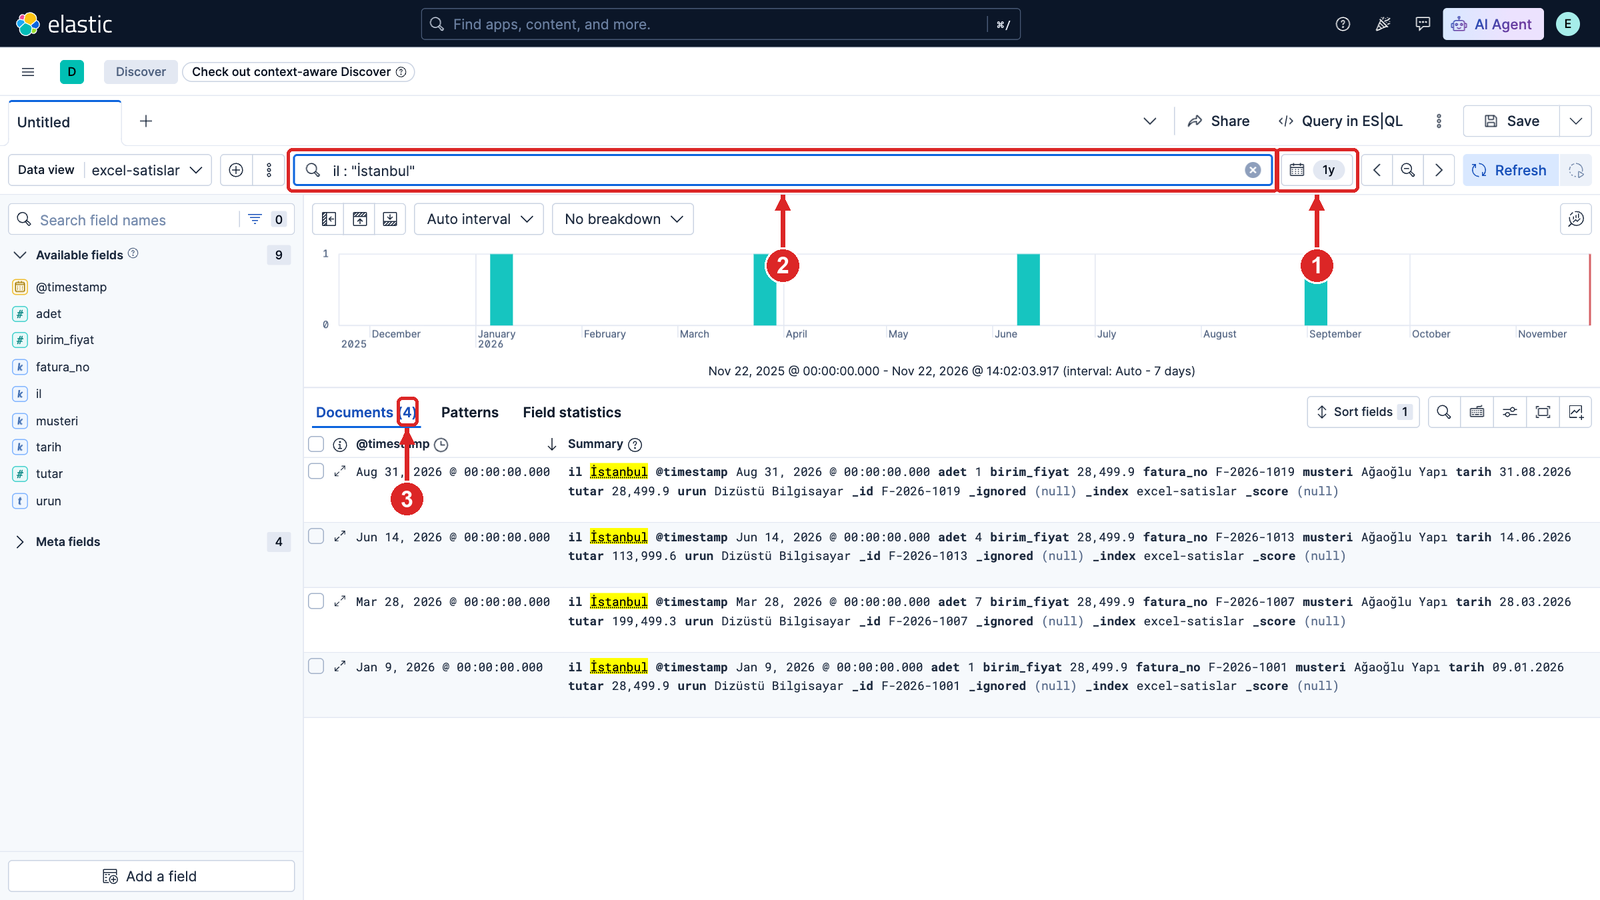 elastic
Find apps, content, and more.
⌘/
AI Agent
E
D
Discover
Check out context-aware Discover
Untitled
Share
Query in ES|QL
Save
Data view
excel-satislar
il : "İstanbul"
1y
Refresh
Search field names
0
Auto interval
No breakdown
Available fields
9
@timestamp
adet
birim_fiyat
fatura_no
il
musteri
tarih
tutar
urun
Meta fields
4
Add a field
1
0
2
1
December
January
February
March
April
May
June
July
August
September
October
November
2025
2026
Nov 22, 2025 @ 00:00:00.000 - Nov 22, 2026 @ 14:02:03.917 (interval: Auto - 7 days)
Documents (4)
Patterns
Field statistics
Sort fields 1
@timestamp
Summary
3
Aug 31, 2026 @ 00:00:00.000
il İstanbul @timestamp Aug 31, 2026 @ 00:00:00.000 adet 1 birim_fiyat 28,499.9 fatura_no F-2026-1019 musteri Ağaoğlu Yapı tarih 31.08.2026
tutar 28,499.9 urun Dizüstü Bilgisayar _id F-2026-1019 _ignored (null) _index excel-satislar _score (null)
Jun 14, 2026 @ 00:00:00.000
il İstanbul @timestamp Jun 14, 2026 @ 00:00:00.000 adet 4 birim_fiyat 28,499.9 fatura_no F-2026-1013 musteri Ağaoğlu Yapı tarih 14.06.2026
tutar 113,999.6 urun Dizüstü Bilgisayar _id F-2026-1013 _ignored (null) _index excel-satislar _score (null)
Mar 28, 2026 @ 00:00:00.000
il İstanbul @timestamp Mar 28, 2026 @ 00:00:00.000 adet 7 birim_fiyat 28,499.9 fatura_no F-2026-1007 musteri Ağaoğlu Yapı tarih 28.03.2026
tutar 199,499.3 urun Dizüstü Bilgisayar _id F-2026-1007 _ignored (null) _index excel-satislar _score (null)
Jan 9, 2026 @ 00:00:00.000
il İstanbul @timestamp Jan 9, 2026 @ 00:00:00.000 adet 1 birim_fiyat 28,499.9 fatura_no F-2026-1001 musteri Ağaoğlu Yapı tarih 09.01.2026
tutar 28,499.9 urun Dizüstü Bilgisayar _id F-2026-1001 _ignored (null) _index excel-satislar _score (null)